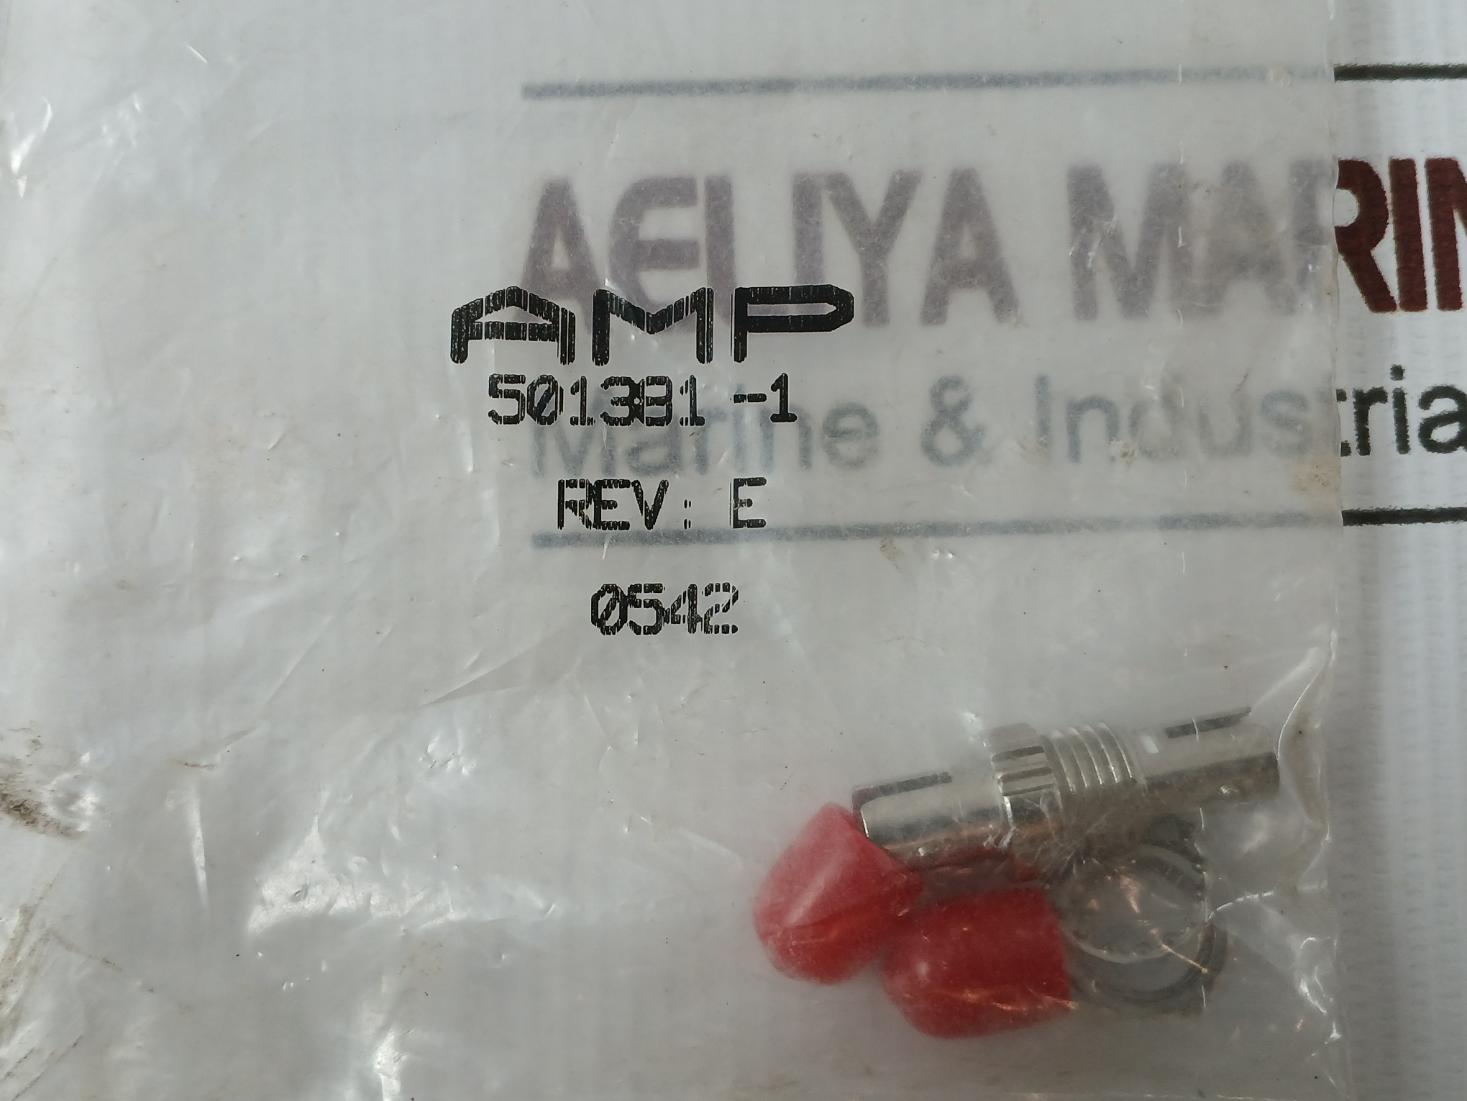 AELIYA MARIN
AMP
501381-1
Marine & Industria
REV: E
0542